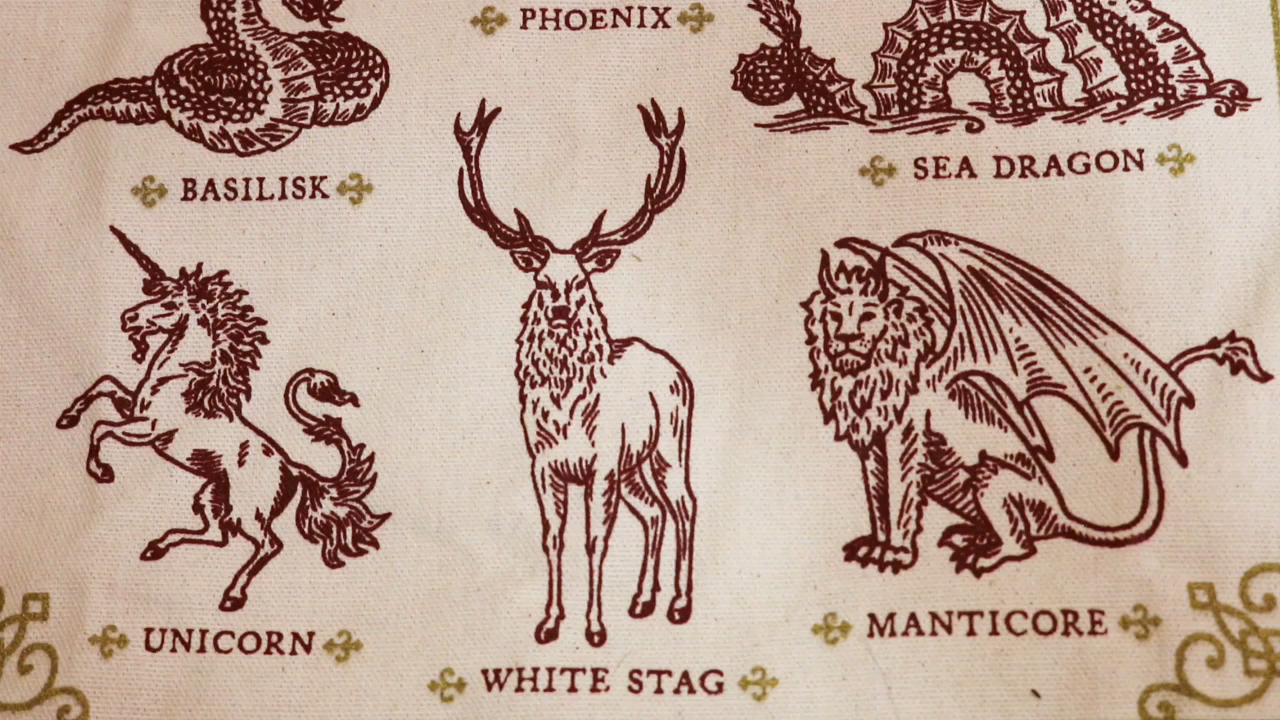 PHOENIX
BASILISK
SEA DRAGON
UNICORN
WHITE STAG
MANTICORE